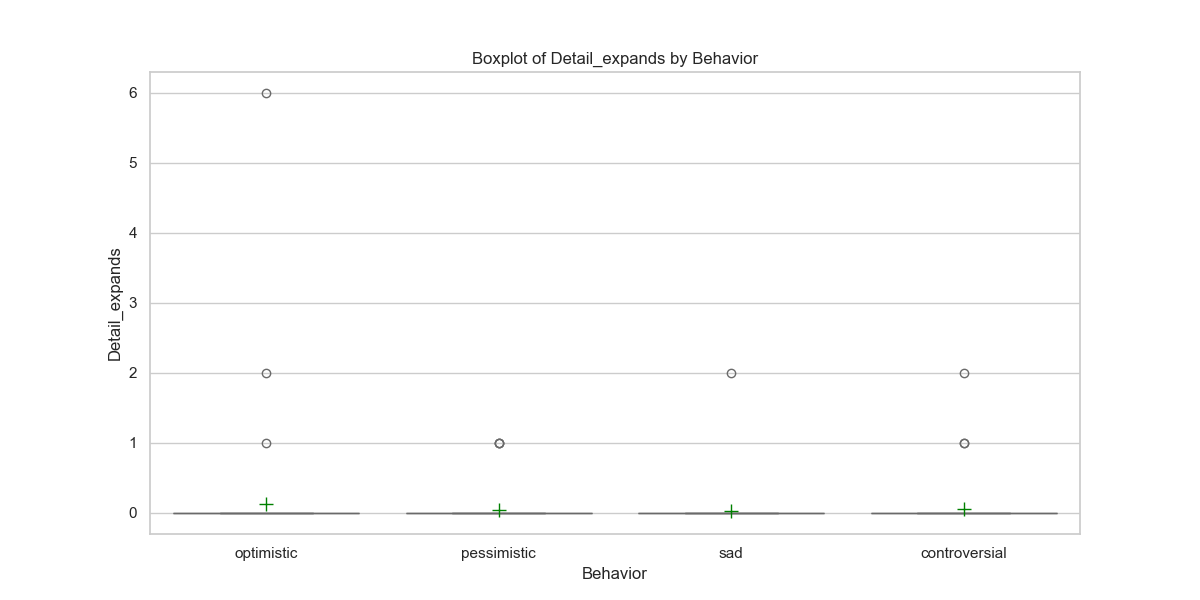 Boxplot of Detail_expands by Behavior
6
5
4
3
2
1
0
Detail_expands
optimistic pessimistic sad controversial
Behavior